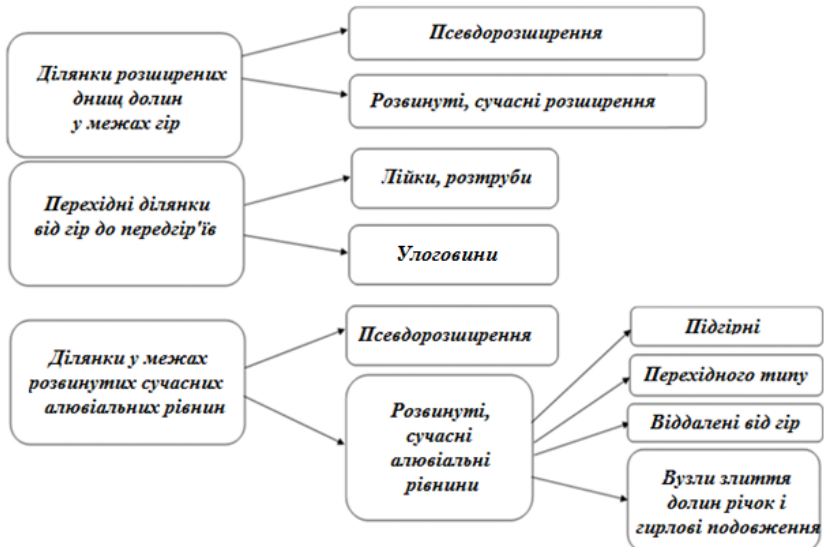 Ділянки розширених
днищ долин
у межах гір
Псевдорозширення
Розвинуті, сучасні розширення
Перехідні ділянки
від гір до передгір'їв
Лійки, розтруби
Улоговини
Ділянки у межах
розвинутих сучасних
алювіальних рівнин
Псевдорозширення
Розвинуті,
сучасні
алювіальні
рівнини
Підгірні
Перехідного типу
Віддалені від гір
Вузли злиття
долин річок і
гирлові подовження